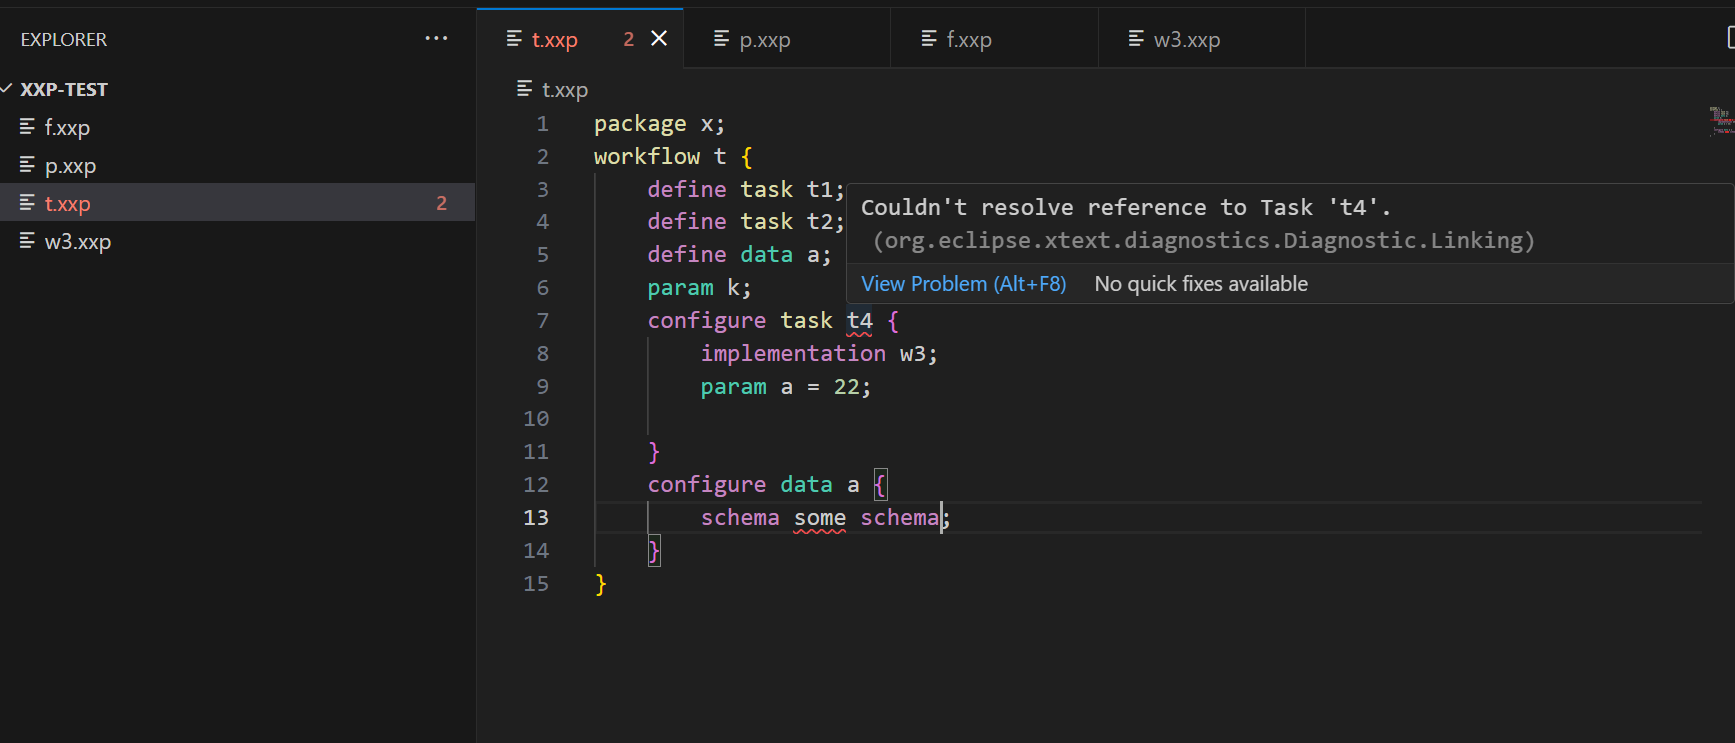 EXPLORER ...
XXP-TEST
f.xxp
p.xxp
t.xxp 2
w3.xxp
t.xxp 2 p.xxp f.xxp w3.xxp
t.xxp
1 package x;
2 workflow t {
3 define task t1;
4 define task t2;
5 define data a;
6 param k;
7 configure task t4 {
8 implementation w3;
9 param a = 22;
10
11 }
12 configure data a {
13 schema some schema;
14 }
15 }
Couldn't resolve reference to Task 't4'.
(org.eclipse.xtext.diagnostics.Diagnostic.Linking)
View Problem (Alt+F8) No quick fixes available